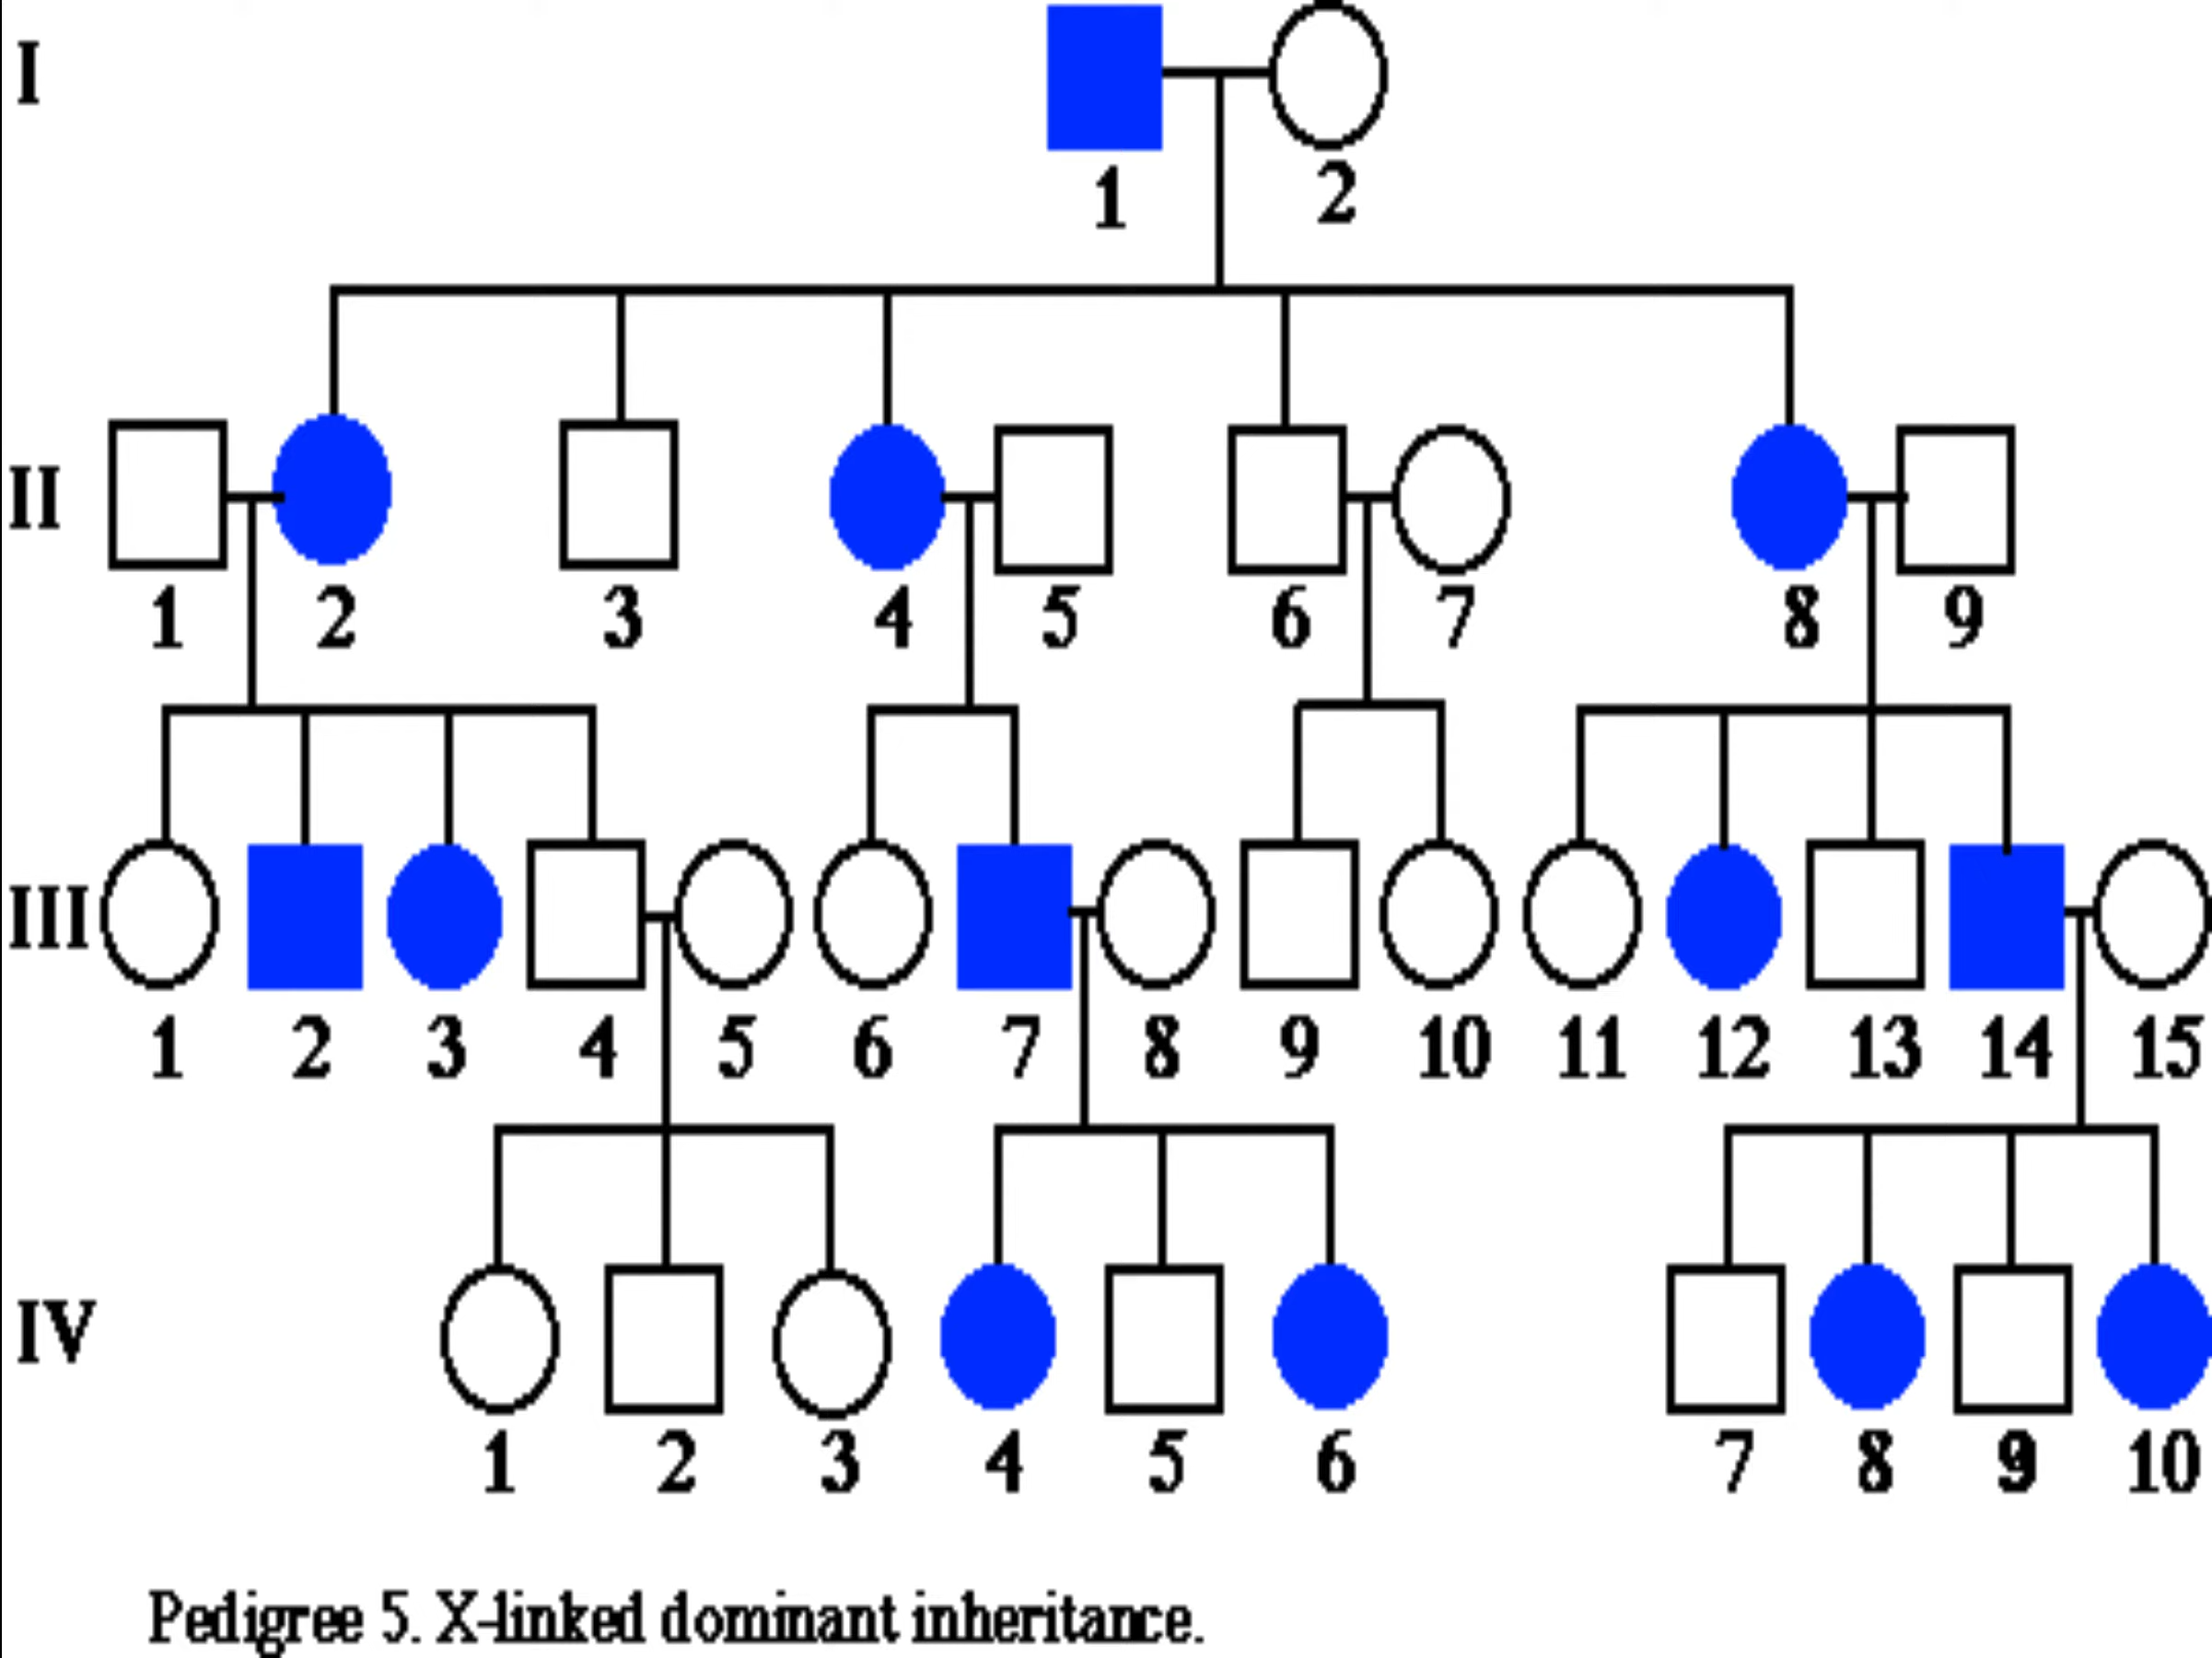 I
1 2
II
1 2 3 4 5 6 7 8 9
III
1 2 3 4 5 6 7 8 9 10 11 12 13 14 15
IV
1 2 3 4 5 6 7 8 9 10
Pedigree 5. X-linked dominant inheritance.